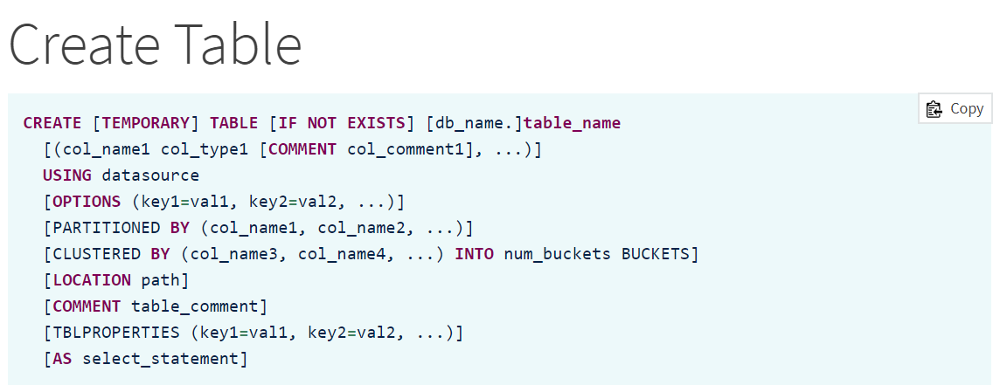 Create Table
Copy
CREATE [TEMPORARY] TABLE [IF NOT EXISTS] [db_name.]table_name
[(col_name1 col_type1 [COMMENT col_comment1], ...)]
USING datasource
[OPTIONS (key1=val1, key2=val2, ...)]
[PARTITIONED BY (col_name1, col_name2, ...)]
[CLUSTERED BY (col_name3, col_name4, ...) INTO num_buckets BUCKETS]
[LOCATION path]
[COMMENT table_comment]
[TBLPROPERTIES (key1=val1, key2=val2, ...)]
[AS select_statement]